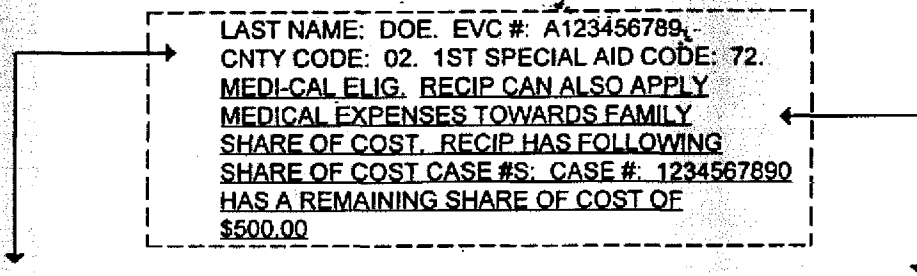 LAST NAME: DOE. EVC #: A123456789.
CNTY CODE: 02. 1ST SPECIAL AID CODE: 72.
MEDI-CAL ELIG. RECIP CAN ALSO APPLY
MEDICAL EXPENSES TOWARDS FAMILY
SHARE OF COST. RECIP HAS FOLLOWING
SHARE OF COST CASE #S: CASE #: 1234567890
HAS A REMAINING SHARE OF COST OF
$500.00